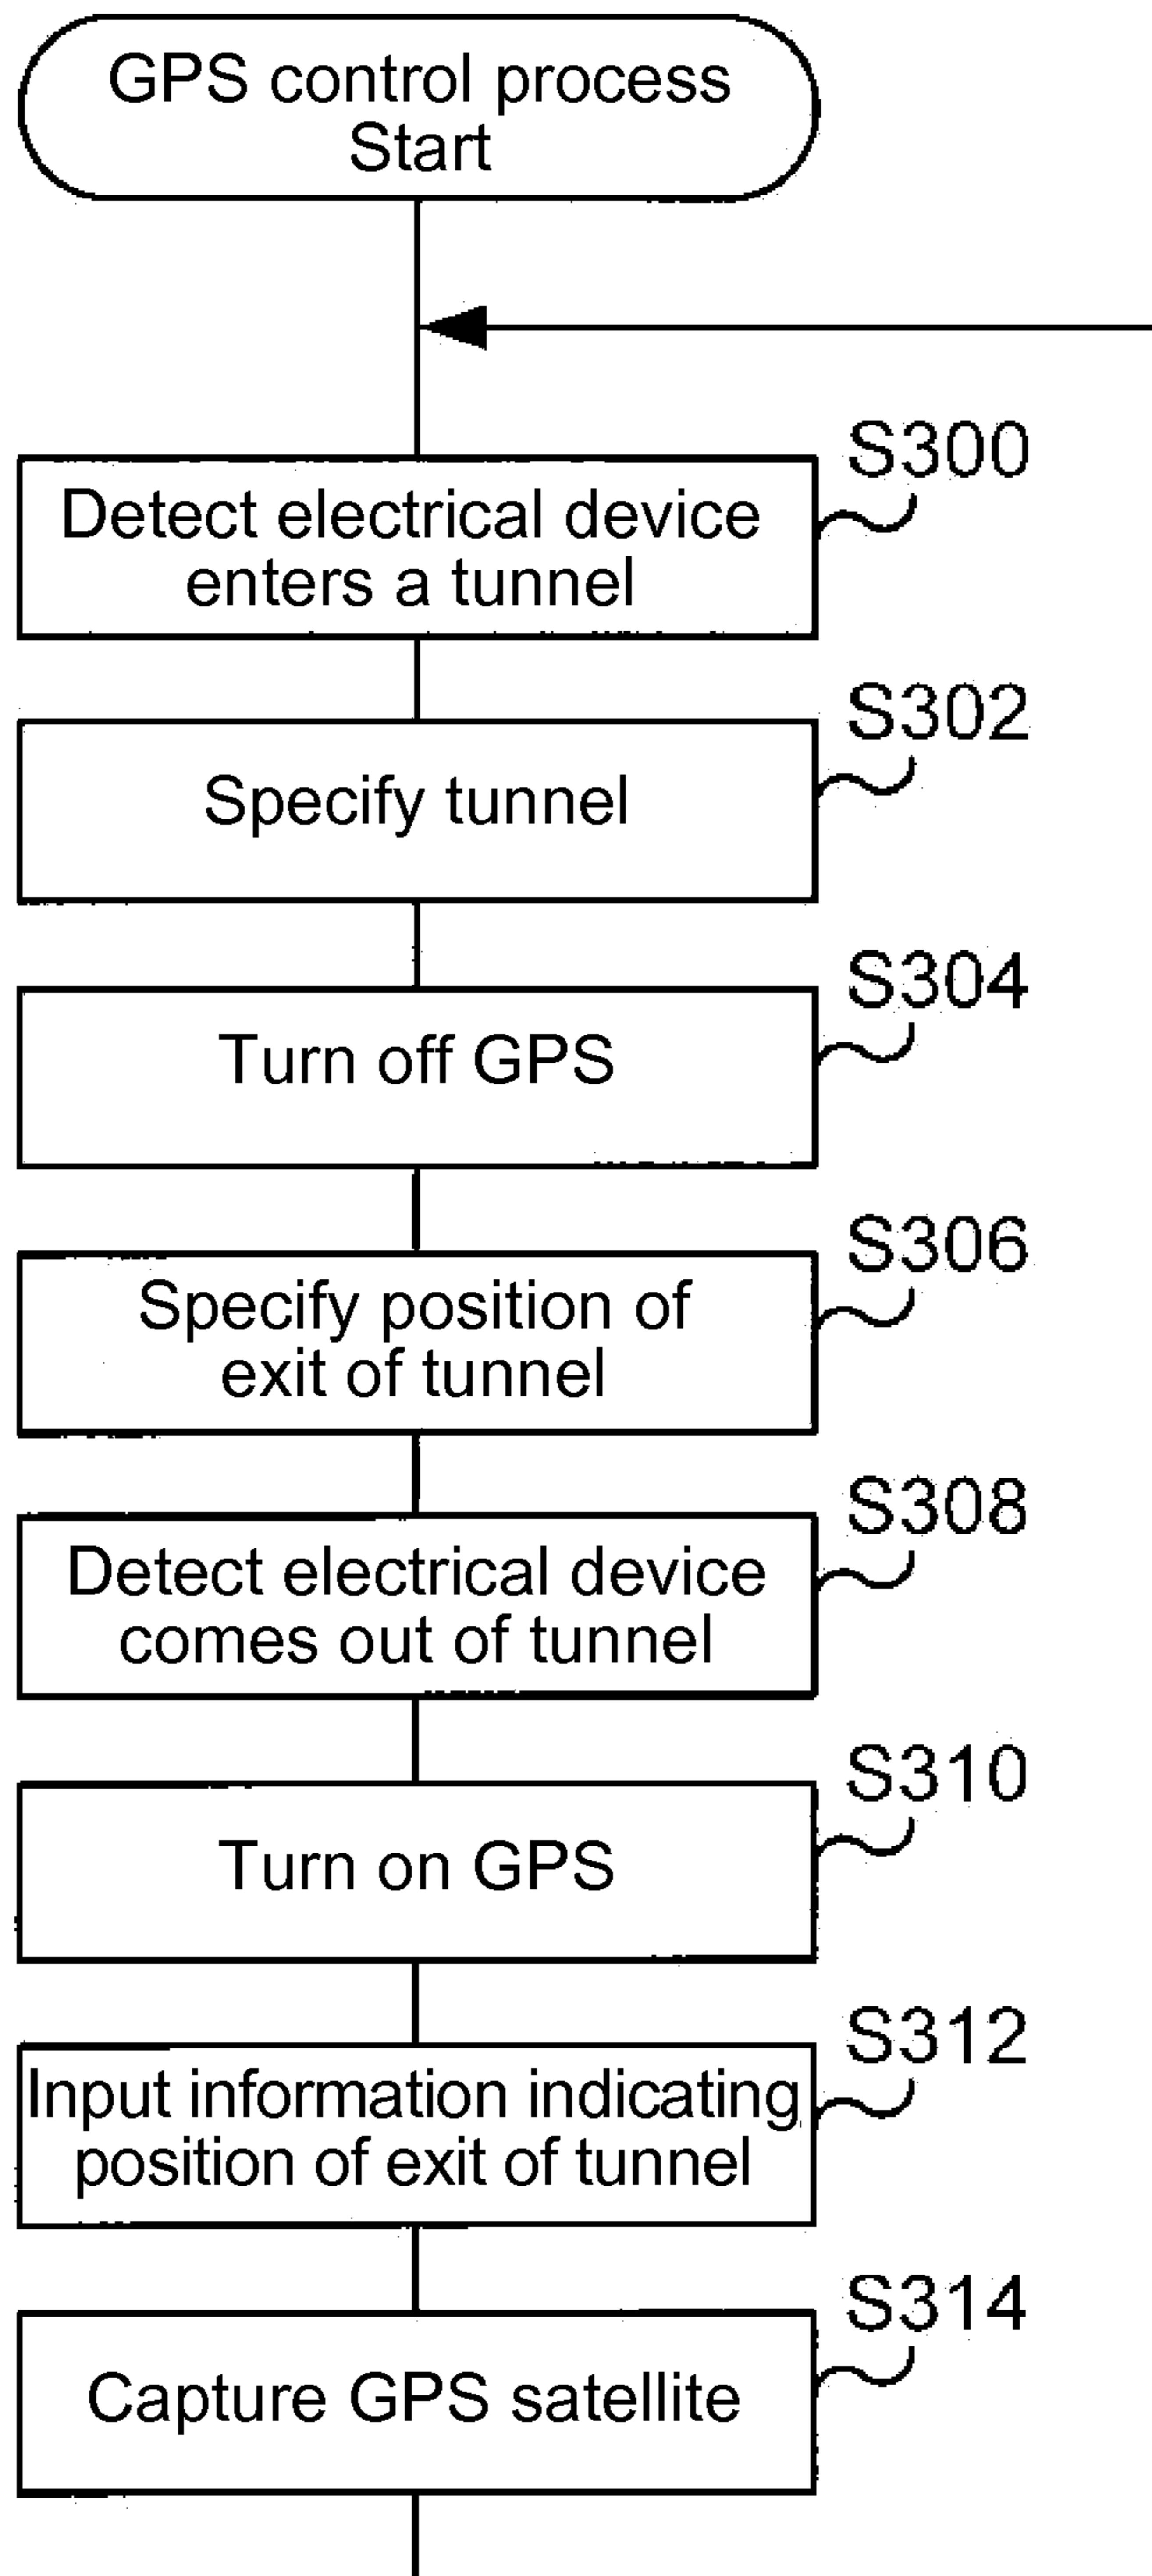 GPS control process
Start
S300
Detect electrical device
enters a tunnel
S302
Specify tunnel
S304
Turn off GPS
S306
Specify position of
exit of tunnel
S308
Detect electrical device
comes out of tunnel
S310
Turn on GPS
S312
Input information indicating
position of exit of tunnel
S314
Capture GPS satellite